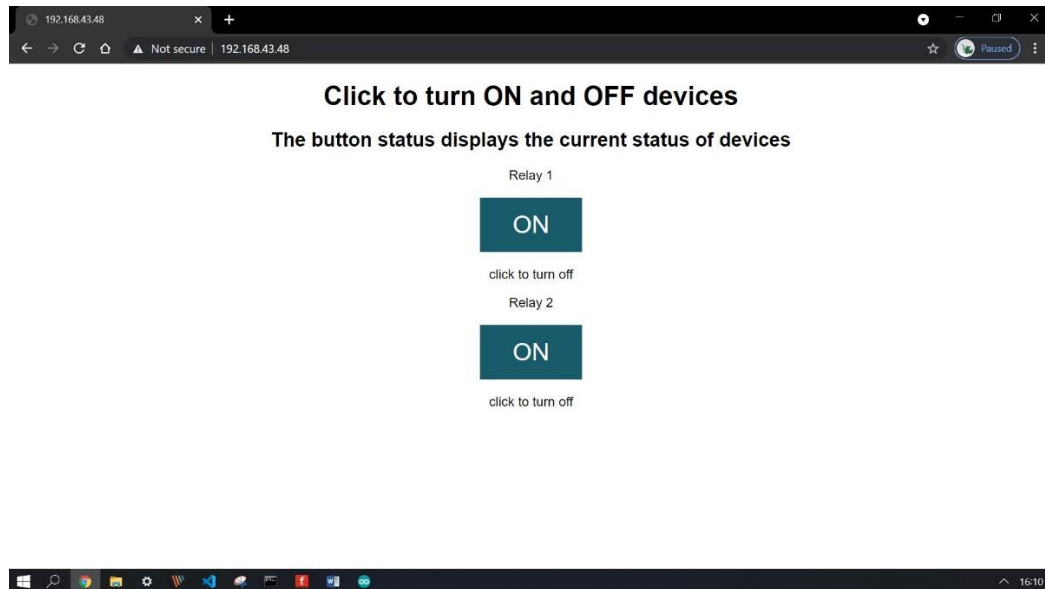 192.168.43.48
Not secure | 192.168.43.48
Paused
Click to turn ON and OFF devices
The button status displays the current status of devices
Relay 1
ON
click to turn off
Relay 2
ON
click to turn off
16:10